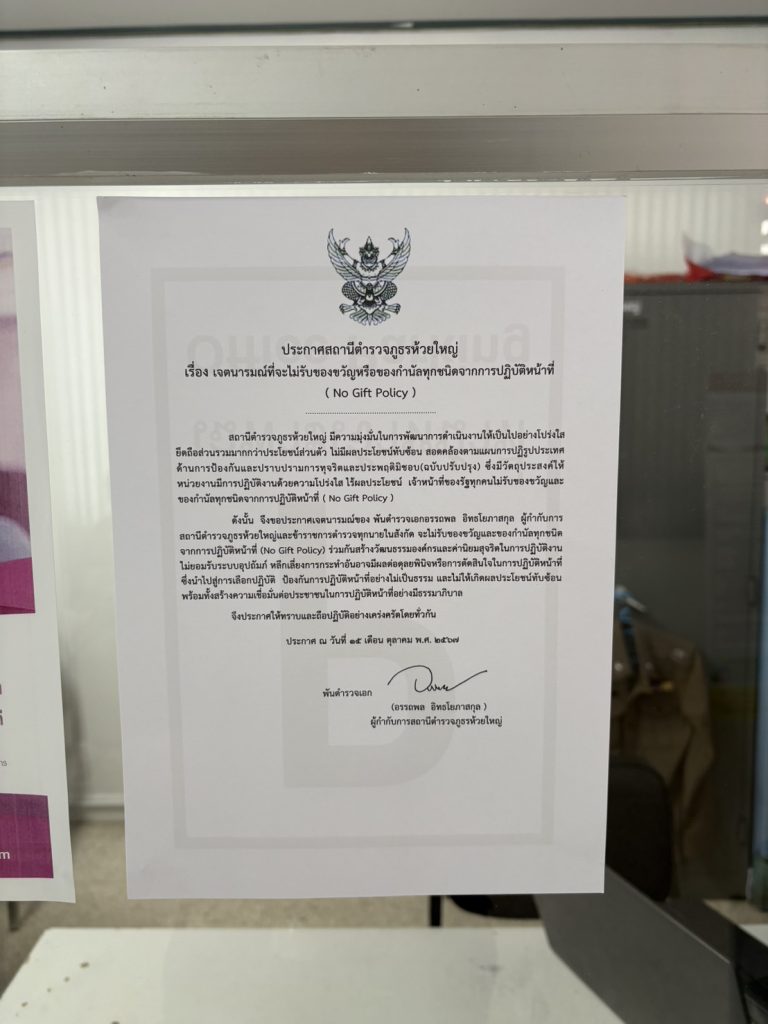 ประกาศสถานีตำรวจภูธรห้วยใหญ่
เรื่อง เจตนารมณ์ที่จะไม่รับของขวัญหรือของกำนัลทุกชนิดจากการปฏิบัติหน้าที่
( No Gift Policy )
สถานีตำรวจภูธรห้วยใหญ่ มีความมุ่งมั่นในการพัฒนาการดำเนินงานให้เป็นไปอย่างโปร่งใส
ยึดถือส่วนรวมมากกว่าประโยชน์ส่วนตัว ไม่มีผลประโยชน์ทับซ้อน สอดคล้องตามแผนการปฏิรูปประเทศ
ด้านการป้องกันและปราบปรามการทุจริตและประพฤติมิชอบ(ฉบับปรับปรุง) ซึ่งมีวัตถุประสงค์ให้
หน่วยงานมีการปฏิบัติงานด้วยความโปร่งใส ไร้ผลประโยชน์ เจ้าหน้าที่ของรัฐทุกคนไม่รับของขวัญและ
ของกำนัลทุกชนิดจากการปฏิบัติหน้าที่ ( No Gift Policy )
ดังนั้น จึงขอประกาศเจตนารมณ์ของ พันตำรวจเอกอรรถพล อิทธโยภาสกุล ผู้กำกับการ
สถานีตำรวจภูธรห้วยใหญ่และข้าราชการตำรวจทุกนายในสังกัด จะไม่รับของขวัญและของกำนัลทุกชนิด
จากการปฏิบัติหน้าที่ (No Gift Policy) ร่วมกันสร้างวัฒนธรรมองค์กรและค่านิยมสุจริตในการปฏิบัติงาน
ไม่ยอมรับระบบอุปถัมภ์ หลีกเลี่ยงการกระทำอันอาจมีผลต่อดุลยพินิจหรือการตัดสินใจในการปฏิบัติหน้าที่
ซึ่งนำไปสู่การเลือกปฏิบัติ ป้องกันการปฏิบัติหน้าที่อย่างไม่เป็นธรรม และไม่ให้เกิดผลประโยชน์ทับซ้อน
พร้อมทั้งสร้างความเชื่อมั่นต่อประชาชนในการปฏิบัติหน้าที่อย่างมีธรรมาภิบาล
จึงประกาศให้ทราบและถือปฏิบัติอย่างเคร่งครัดโดยทั่วกัน
ประกาศ ณ วันที่ ๑๕ เดือน ตุลาคม พ.ศ. ๒๕๖๗
พันตำรวจเอก
(อรรถพล อิทธโยภาสกุล )
ผู้กำกับการสถานีตำรวจภูธรห้วยใหญ่